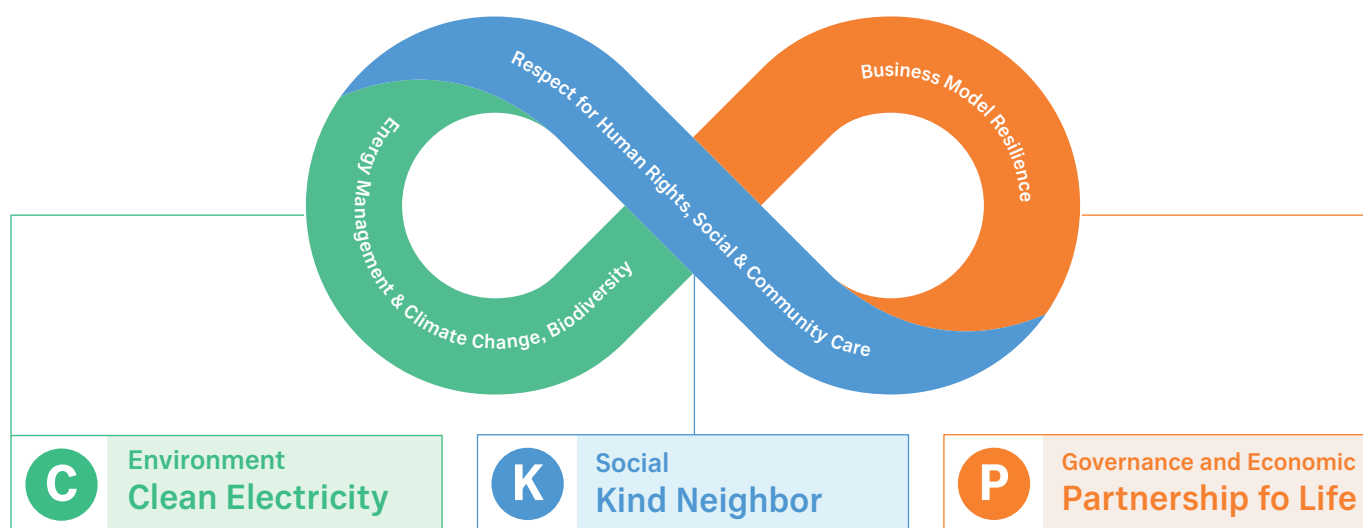 Energy Management & Climate Change, Biodiversity
Respect for Human Rights, Social & Community Care
Business Model Resilience
C
Environment
Clean Electricity
K
Social
Kind Neighbor
P
Governance and Economic
Partnership fo Life